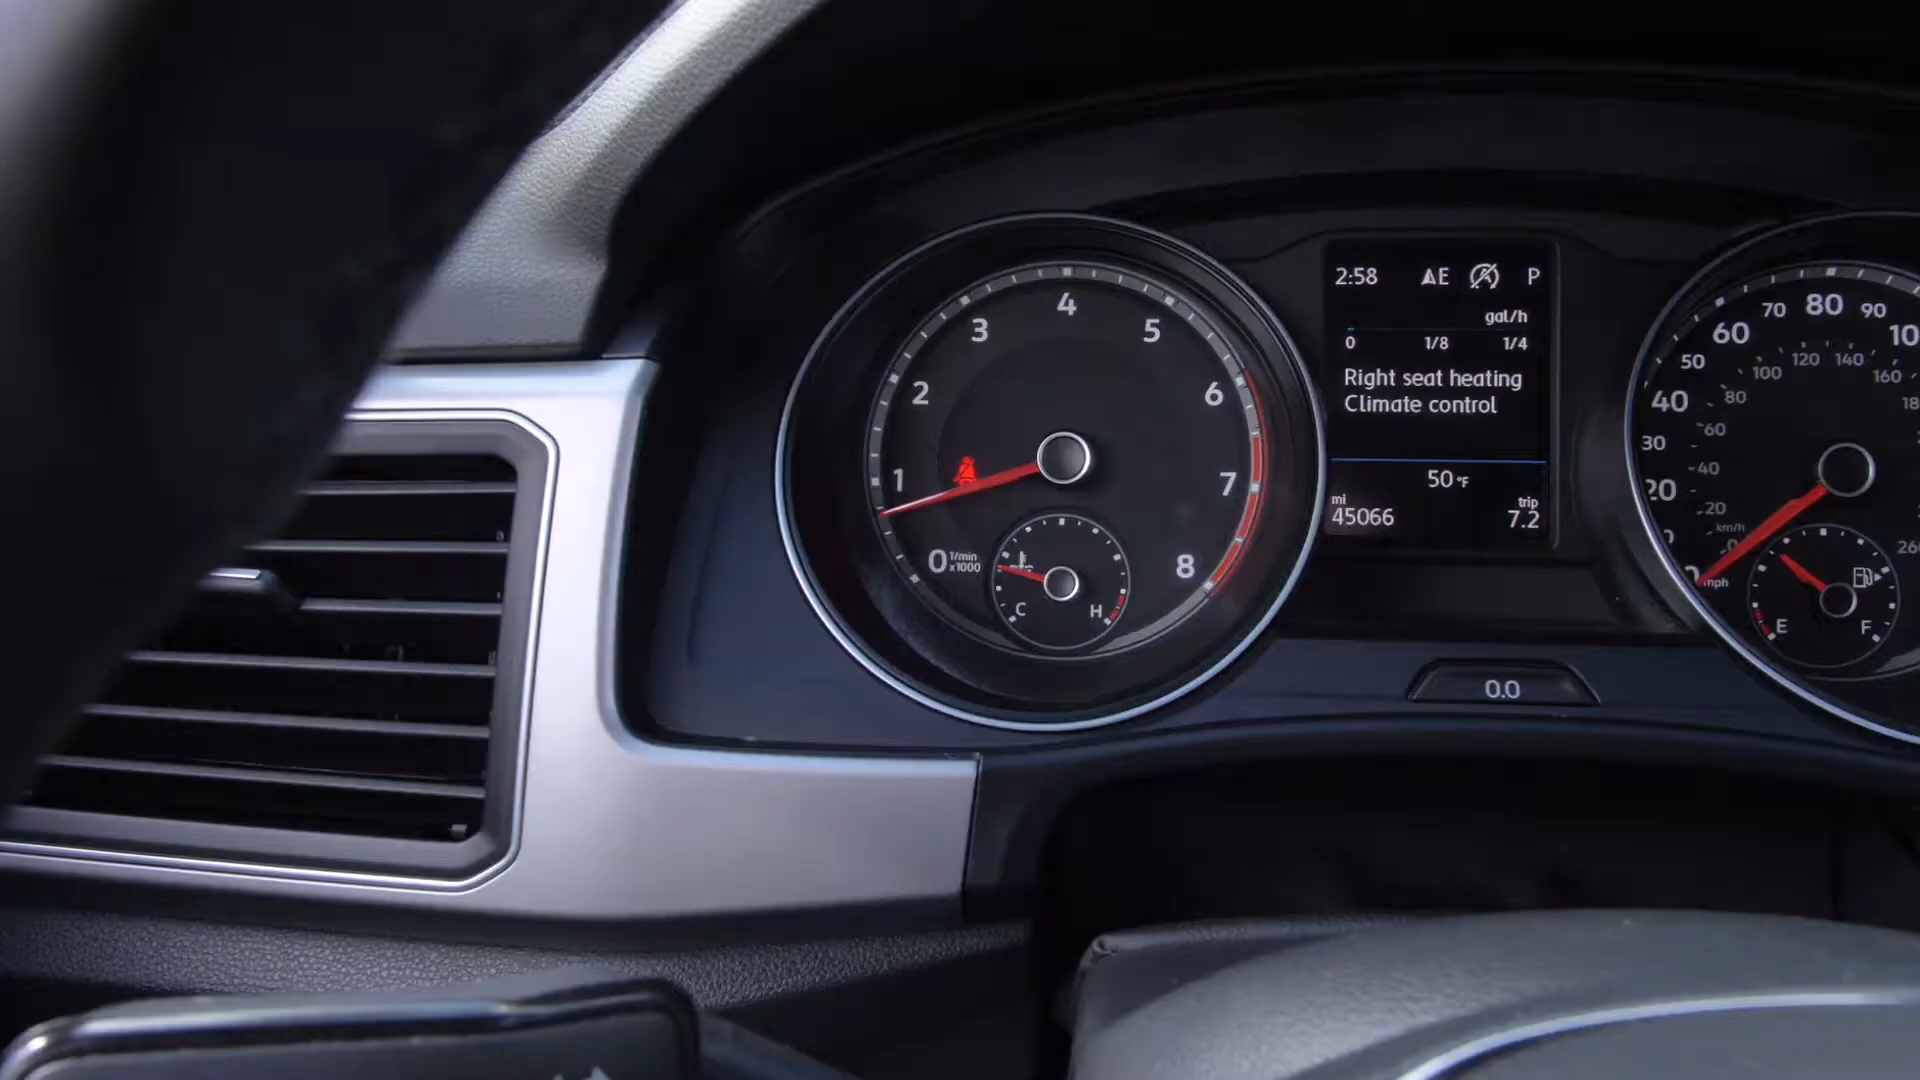 4
3
5
2
6
1
7
0 1/min
x1000
8
C
H
2:58 E P
gal/h
0 1/8 1/4
Right seat heating
Climate control
50 °F
mi
45066
trip
7.2
0.0
80
70
90
60
50
40
30
20
120
140
100
160
80
60
40
20
km/h
0
mph
E
F